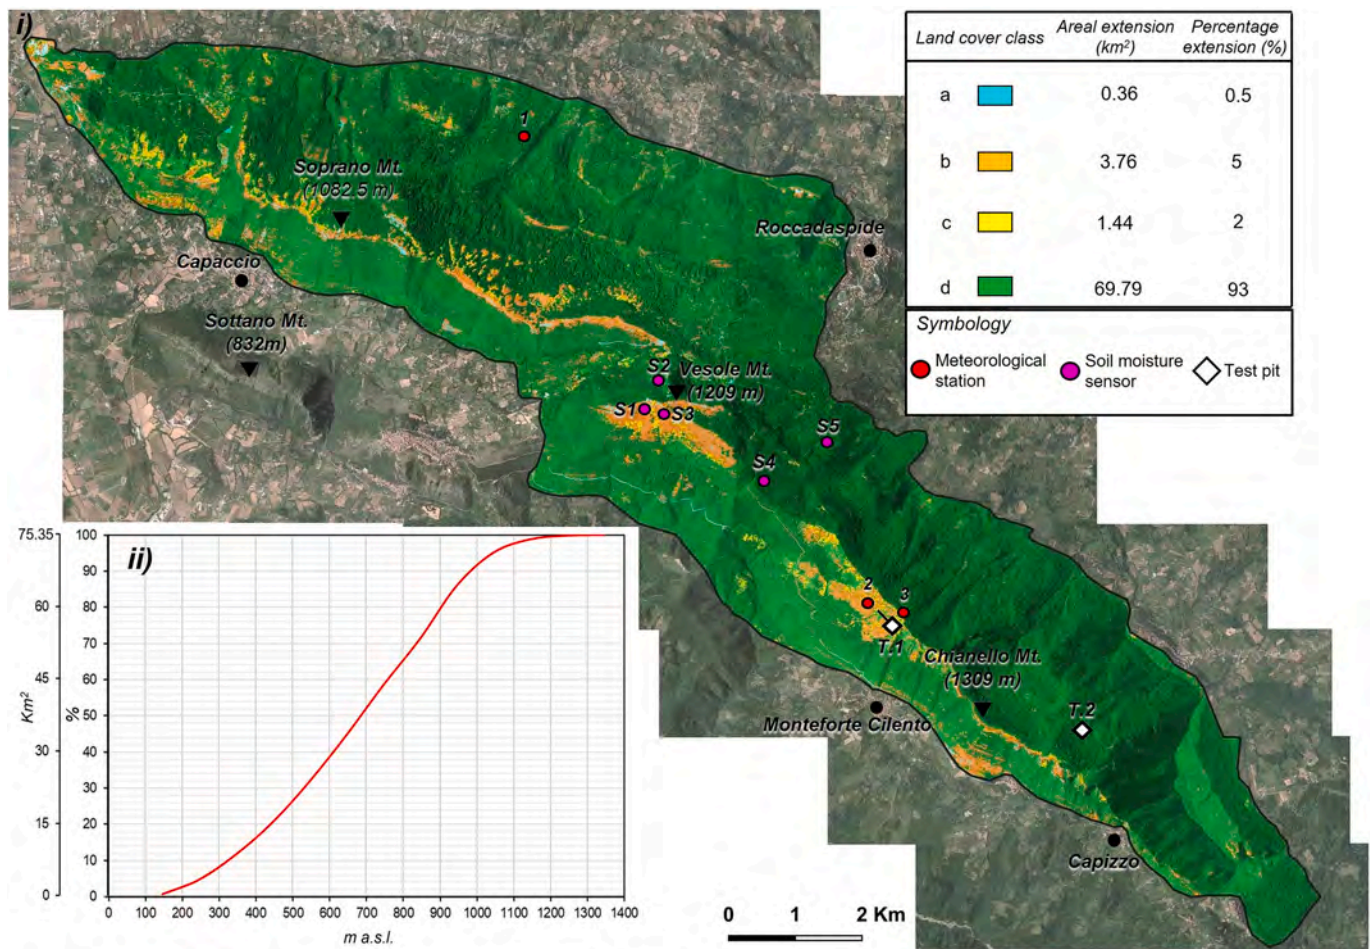 i)
Land cover class
Areal extension (km²)
Percentage extension (%)
a 0.36 0.5
b 3.76 5
c 1.44 2
d 69.79 93
Symbology
Meteorological station
Soil moisture sensor
Test pit
1
Soprano Mt.
(1082.5 m)
Roccadaspide
Capaccio
Sottano Mt.
(832m)
S2
Vesole Mt.
(1209 m)
S1
S3
S5
S4
2
3
T.1
Chianello Mt.
(1309 m)
T.2
Monteforte Cilento
Capizzo
0 1 2 Km
ii)
75.35
60
45
30
15
0
Km²
100
90
80
70
60
50
40
30
20
10
0
%
0 100 200 300 400 500 600 700 800 900 1000 1100 1200 1300 1400
m a.s.l.